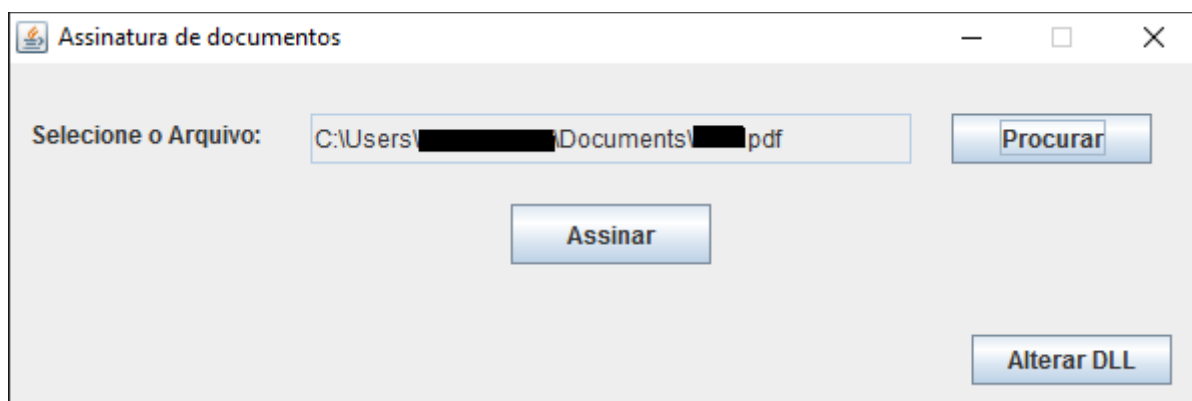 Assinatura de documentos
Selecione o Arquivo: C:\Users\ \Documents\ pdf Procurar
Assinar
Alterar DLL